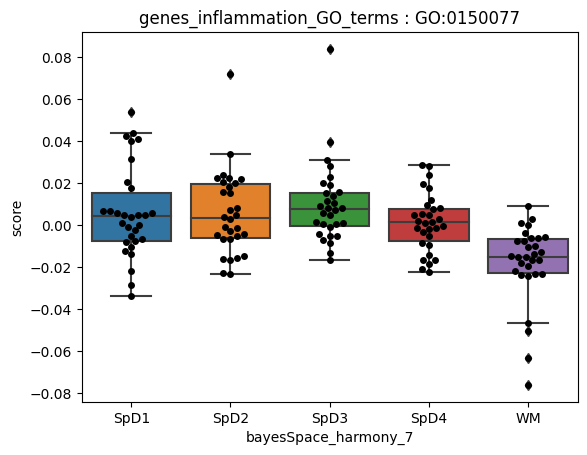 genes_inflammation_GO_terms : GO:0150077
score
0.08
0.06
0.04
0.02
0.00
−0.02
−0.04
−0.06
−0.08
SpD1 SpD2 SpD3 SpD4 WM
bayesSpace_harmony_7